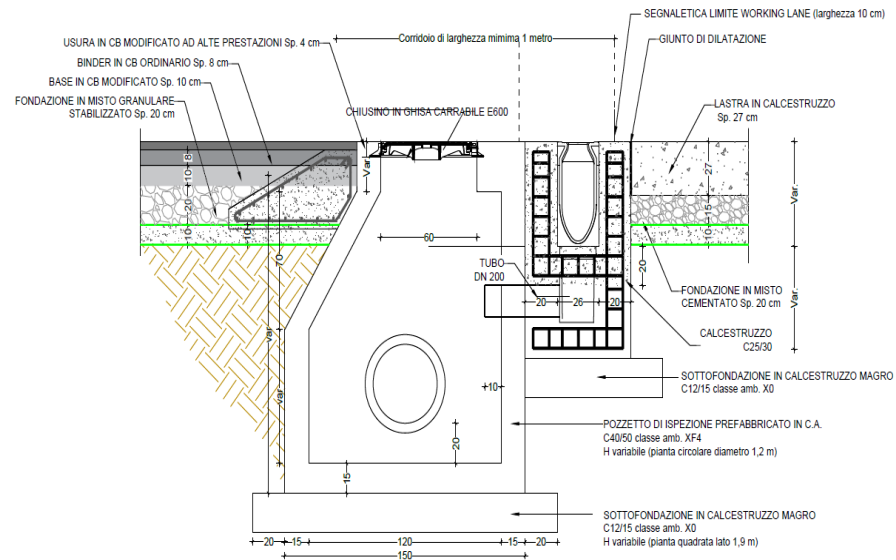 SEGNALETICA LIMITE WORKING LANE (larghezza 10 cm)
Corridoio di larghezza mimima 1 metro
GIUNTO DI DILATAZIONE
USURA IN CB MODIFICATO AD ALTE PRESTAZIONI Sp. 4 cm
BINDER IN CB ORDINARIO Sp. 8 cm
BASE IN CB MODIFICATO Sp. 10 cm
FONDAZIONE IN MISTO GRANULARE
STABILIZZATO Sp. 20 cm
CHIUSINO IN GHISA CARRABILE E600
LASTRA IN CALCESTRUZZO
Sp. 27 cm
8
10
20
10
10
70
Var
Var
Var
Var
60
27
15
10
Var.
Var.
20
TUBO
DN 200
20
26
20
FONDAZIONE IN MISTO
CEMENTATO Sp. 20 cm
CALCESTRUZZO
C25/30
SOTTOFONDAZIONE IN CALCESTRUZZO MAGRO
C12/15 classe amb. X0
10
20
POZZETTO DI ISPEZIONE PREFABBRICATO IN C.A.
C40/50 classe amb. XF4
H variabile (pianta circolare diametro 1,2 m)
15
SOTTOFONDAZIONE IN CALCESTRUZZO MAGRO
C12/15 classe amb. X0
H variabile (pianta quadrata lato 1,9 m)
20
15
120
15
20
150